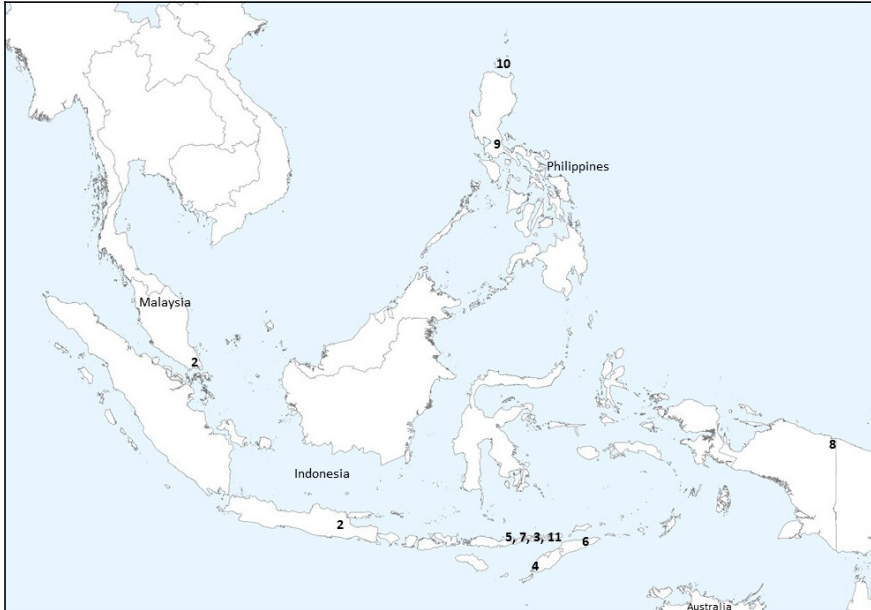 10
9
Philippines
Malaysia
2
8
Indonesia
2
5, 7, 3, 11
6
4
Australia